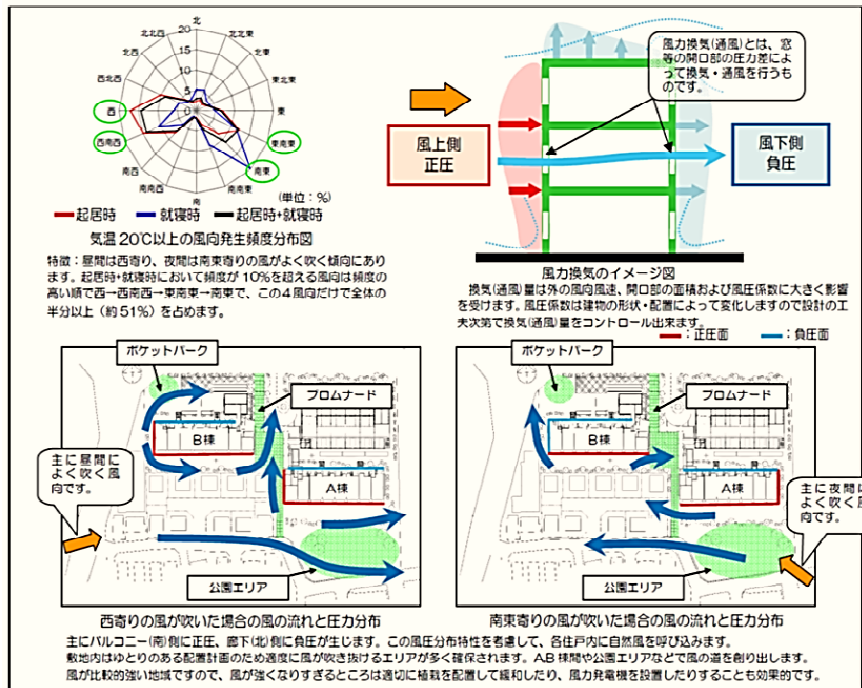 北
北北西
北北東
北西
北東
西北西
東北東
西
東
西南西
東南東
南西
南東
南南西
南南東
南
20
15
10
5
0
(単位：%)
起居時 就寝時 起居時+就寝時
気温20℃以上の風向発生頻度分布図
特徴：昼間は西寄り、夜間は南東寄りの風がよく吹く傾向にあり
ます。起居時+就寝時において頻度が10%を超える風向は頻度の
高い順で西→西南西→東南東→南東で、この4風向だけで全体の
半分以上（約51%）を占めます。
風力換気(通風)とは、窓
等の開口部の圧力差によ
って換気・通風を行うも
のです。
風上側
正圧
風下側
負圧
風力換気のイメージ図
換気(通風)量は外の風向風速、開口部の面積および風圧係数に大きく影響
を受けます。風圧係数は建物の形状・配置によって変化しますので設計の工
夫次第で換気(通風)量をコントロール出来ます。
：正圧面 ：負圧面
ポケットパーク
プロムナード
B棟
A棟
主に昼間に
よく吹く風
向です。
公園エリア
西寄りの風が吹いた場合の風の流れと圧力分布
ポケットパーク
プロムナード
B棟
A棟
主に夜間に
よく吹く風
向です。
公園エリア
南東寄りの風が吹いた場合の風の流れと圧力分布
主にバルコニー(南)側に正圧、廊下(北)側に負圧が生じます。この風圧分布特性を考慮して、各住戸内に自然風を呼び込みます。
敷地内はゆとりのある配置計画のため適度に風が吹き抜けるエリアが多く確保されます。A,B棟間や公園エリアなどで風の道を創り出します。
風が比較的強い地域ですので、風が強くなりすぎるところは適切に植栽を配置して緩和したり、風力発電機を設置したりすることも効果的です。